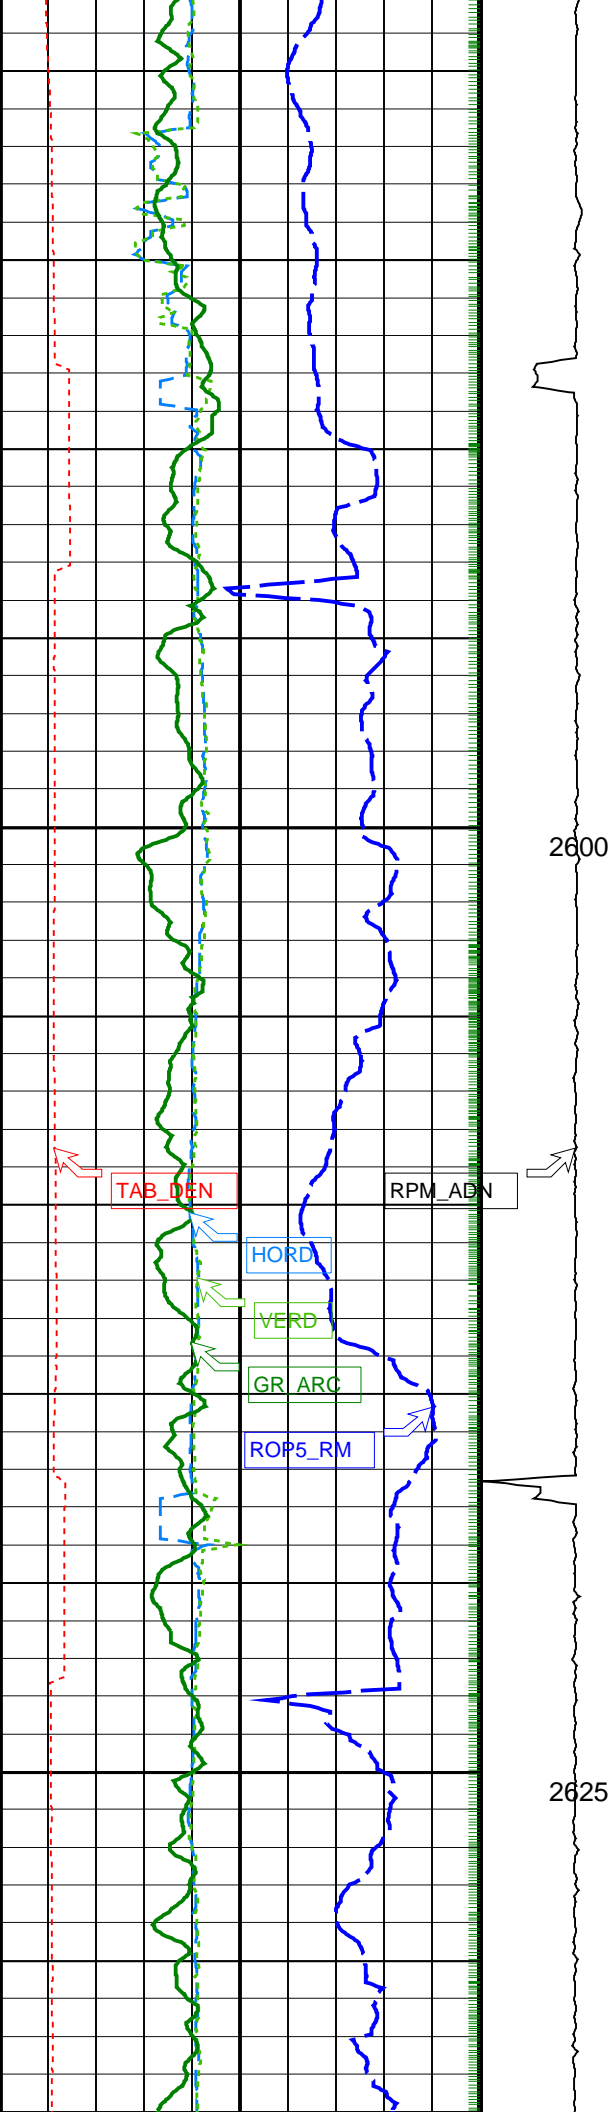 2600
TAB_DEN
RPM_ADN
HORD
VERD
GR_ARC
ROP5_RM
2625